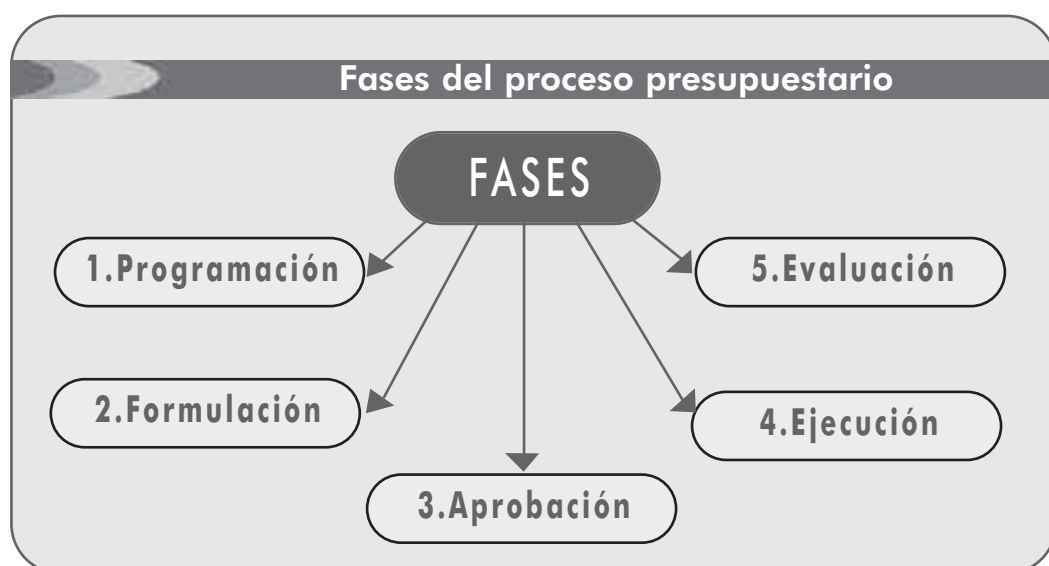 Fases del proceso presupuestario
FASES
1.Programación
2.Formulación
3.Aprobación
4.Ejecución
5.Evaluación